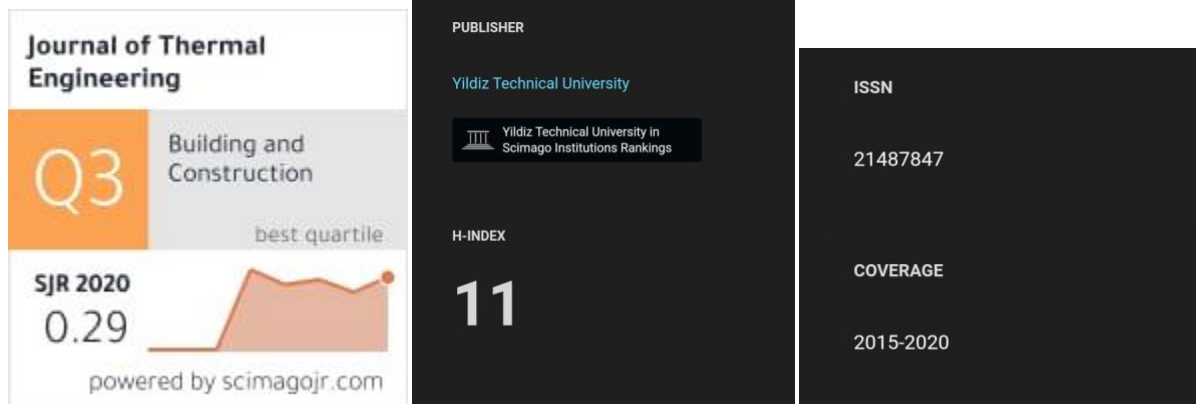 Journal of Thermal
Engineering
Q3
Building and
Construction
best quartile
SJR 2020
0.29
powered by scimagojr.com
PUBLISHER
Yildiz Technical University
Yildiz Technical University in
Scimago Institutions Rankings
H-INDEX
11
ISSN
21487847
COVERAGE
2015-2020